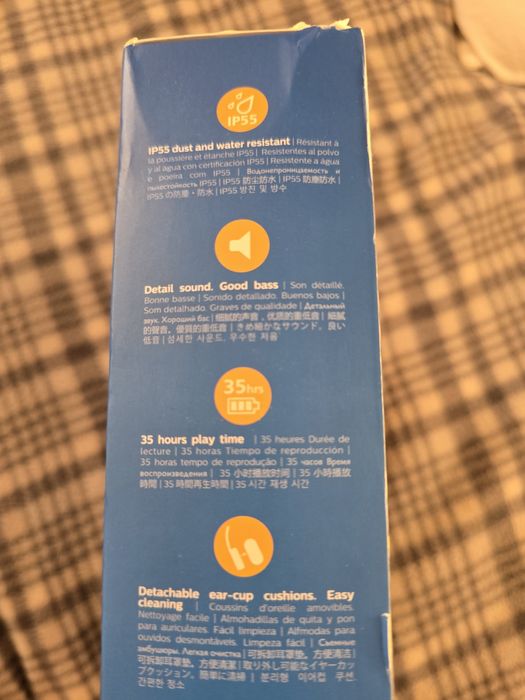 IP55
IP55 dust and water resistant | Résistant à
la poussière et étanche IP55 | Resistentes al polvo
y al agua con certificación IP55 | Resistente a água
e poeira com IP55 | Водонепроницаемость и
пылестойкость IP55 | IP55 防尘防水 | IP55 防塵防水 |
IP55 の防塵・防水 | IP55 방진 및 방수
Detail sound. Good bass | Son détaillé.
Bonne basse | Sonido detallado. Buenos bajos |
Som detalhado. Graves de qualidade | Детальный
звук. Хороший бас | 细腻的声音，优质的重低音 | 細膩
的聲音，優質的重低音 | きめ細かなサウンド。良い
低音 | 섬세한 사운드. 우수한 저음
35hrs
35 hours play time | 35 heures Durée de
lecture | 35 horas Tiempo de reproducción |
35 horas tempo de reprodução | 35 часов Время
воспроизведения | 35 小时播放时间 | 35 小時播放
時間 | 35 時間再生時間 | 35 시간 재생 시간
Detachable ear-cup cushions. Easy
cleaning | Coussins d'oreille amovibles.
Nettoyage facile | Almohadillas de quita y pon
para auriculares. Fácil limpieza | Almofadas para
ouvidos desmontáveis. Limpeza fácil | Съемные
амбушюры. Легкая очистка | 可拆卸耳罩垫。方便清洁 |
可拆卸耳罩墊。方便清潔 | 取り外し可能なイヤーカッ
プクッション。簡単に清掃 | 분리형 이어컵 쿠션.
간편한 청소